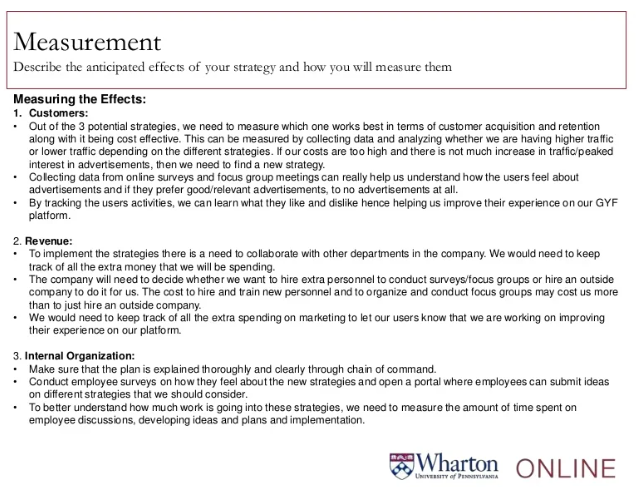 Measurement
Describe the anticipated effects of your strategy and how you will measure them
Measuring the Effects:
1. Customers:
• Out of the 3 potential strategies, we need to measure which one works best in terms of customer acquisition and retention
along with it being cost effective. This can be measured by collecting data and analyzing whether we are having higher traffic
or lower traffic depending on the different strategies. If our costs are too high and there is not much increase in traffic/peaked
interest in advertisements, then we need to find a new strategy.
• Collecting data from online surveys and focus group meetings can really help us understand how the users feel about
advertisements and if they prefer good/relevant advertisements, to no advertisements at all.
• By tracking the users activities, we can learn what they like and dislike hence helping us improve their experience on our GYF
platform.
2. Revenue:
• To implement the strategies there is a need to collaborate with other departments in the company. We would need to keep
track of all the extra money that we will be spending.
• The company will need to decide whether we want to hire extra personnel to conduct surveys/focus groups or hire an outside
company to do it for us. The cost to hire and train new personnel and to organize and conduct focus groups may cost us more
than to just hire an outside company.
• We would need to keep track of all the extra spending on marketing to let our users know that we are working on improving
their experience on our platform.
3. Internal Organization:
• Make sure that the plan is explained thoroughly and clearly through chain of command.
• Conduct employee surveys on how they feel about the new strategies and open a portal where employees can submit ideas
on different strategies that we should consider.
• To better understand how much work is going into these strategies, we need to measure the amount of time spent on
employee discussions, developing ideas and plans and implementation.
Wharton ONLINE
UNIVERSITY OF PENNSYLVANIA